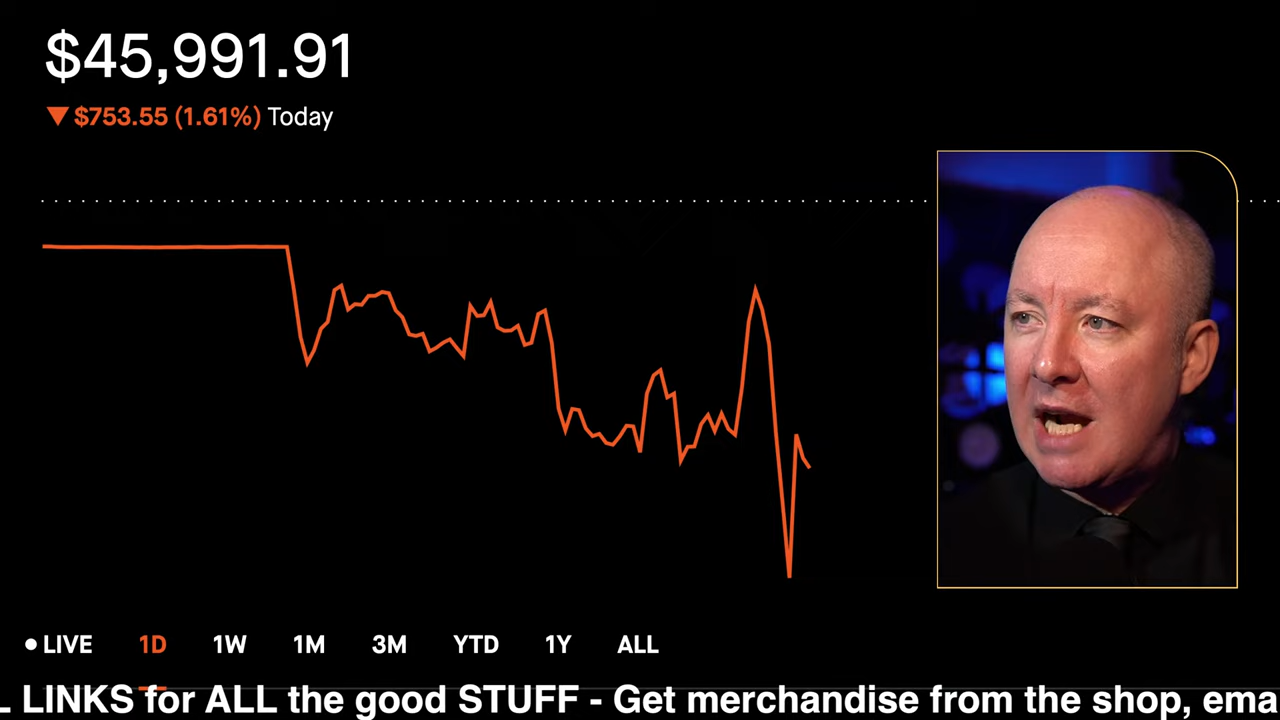 $45,991.91
▼ $753.55 (1.61%) Today
LIVE 1D 1W 1M 3M YTD 1Y ALL
L LINKS for ALL the good STUFF - Get merchandise from the shop, ema